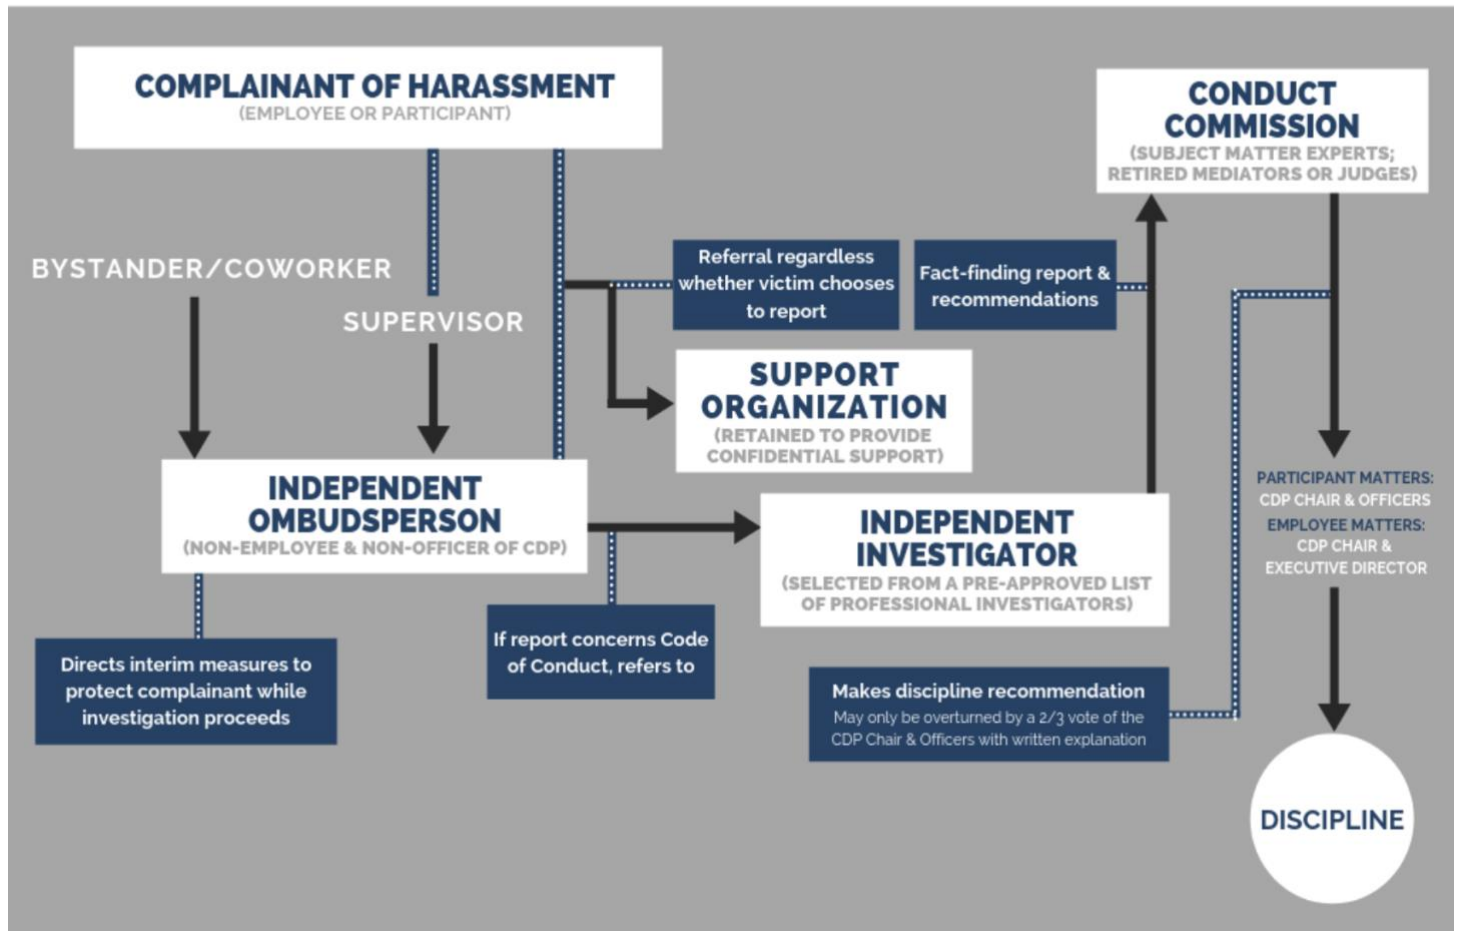 COMPLAINANT OF HARASSMENT
(EMPLOYEE OR PARTICIPANT)
CONDUCT
COMMISSION
(SUBJECT MATTER EXPERTS;
RETIRED MEDIATORS OR JUDGES)
BYSTANDER/COWORKER
SUPERVISOR
Referral regardless
whether victim chooses
to report
Fact-finding report &
recommendations
SUPPORT
ORGANIZATION
(RETAINED TO PROVIDE
CONFIDENTIAL SUPPORT)
INDEPENDENT
OMBUDSPERSON
(NON-EMPLOYEE & NON-OFFICER OF CDP)
INDEPENDENT
INVESTIGATOR
(SELECTED FROM A PRE-APPROVED LIST
OF PROFESSIONAL INVESTIGATORS)
PARTICIPANT MATTERS:
CDP CHAIR & OFFICERS
EMPLOYEE MATTERS:
CDP CHAIR &
EXECUTIVE DIRECTOR
Directs interim measures to
protect complainant while
investigation proceeds
If report concerns Code
of Conduct, refers to
Makes discipline recommendation
May only be overturned by a 2/3 vote of the
CDP Chair & Officers with written explanation
DISCIPLINE